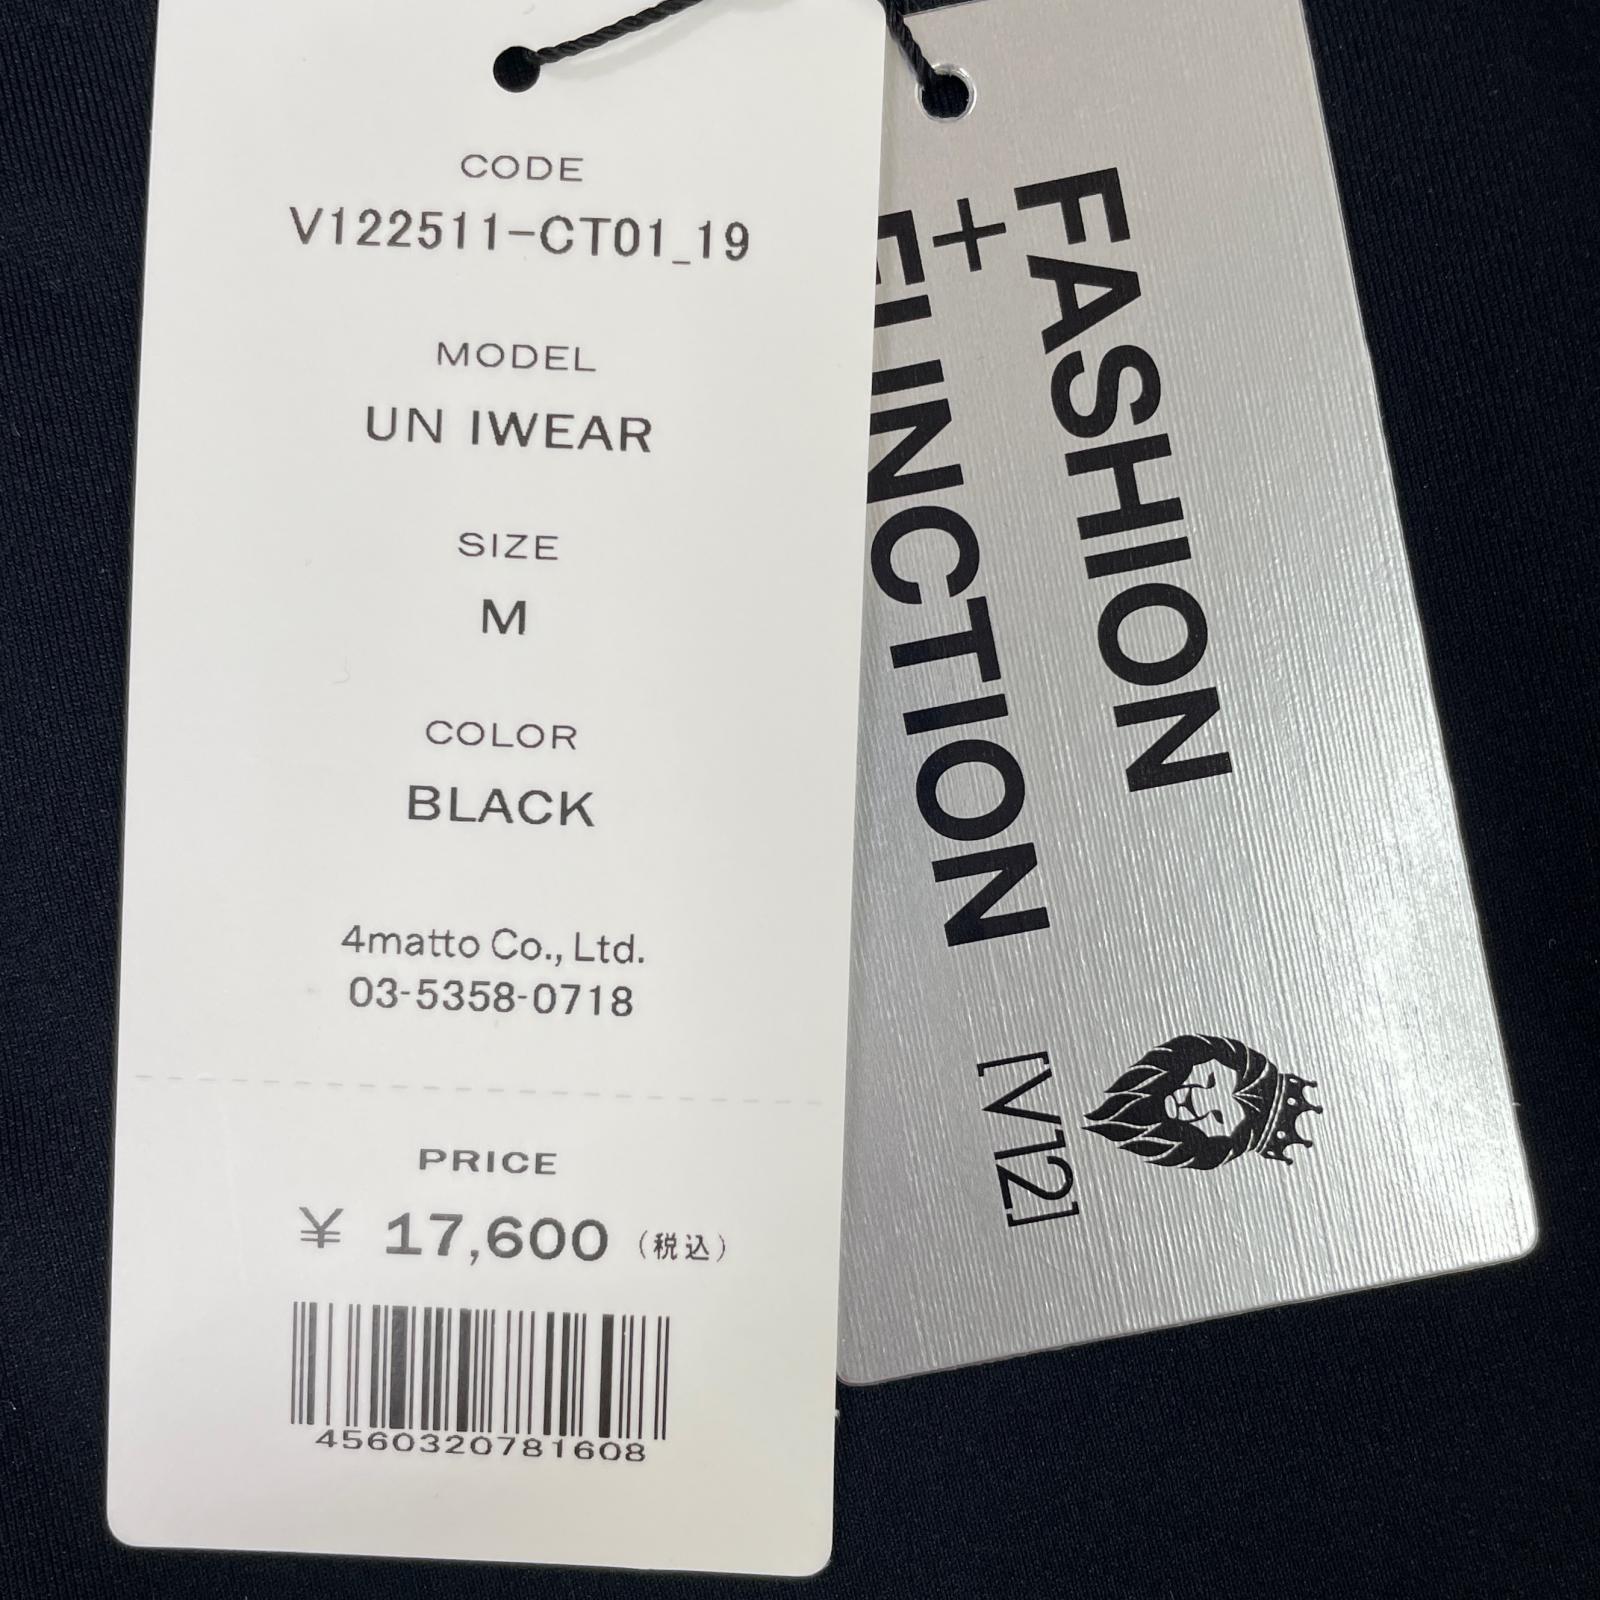 CODE
V122511-CT01_19
MODEL
UN IWEAR
SIZE
M
COLOR
BLACK
4matto Co., Ltd.
03-5358-0718
PRICE
¥ 17,600 (税込)
4560320781608
FASHION
+
FUNCTION
[V12]